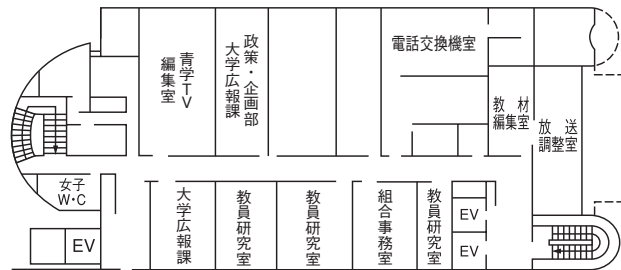 青学TV
編集室
政策・企画部
大学広報課
電話交換機室
教材
編集室
放送
調整室
女子
W・C
EV
大学広報課
教員研究室
教員研究室
組合事務室
教員研究室
EV
EV